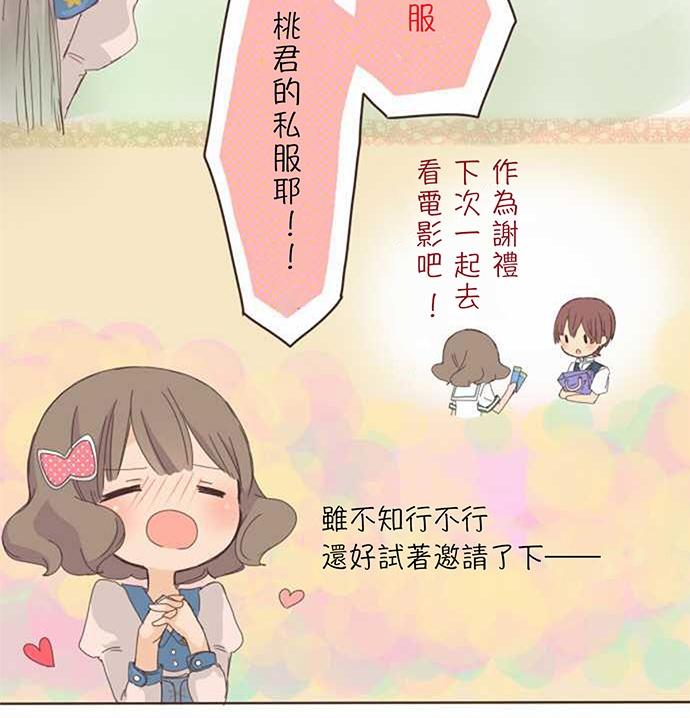 服
桃君的私服耶！！
作為謝禮
下次一起去
看電影吧！
雖不知行不行
還好試著邀請了下——